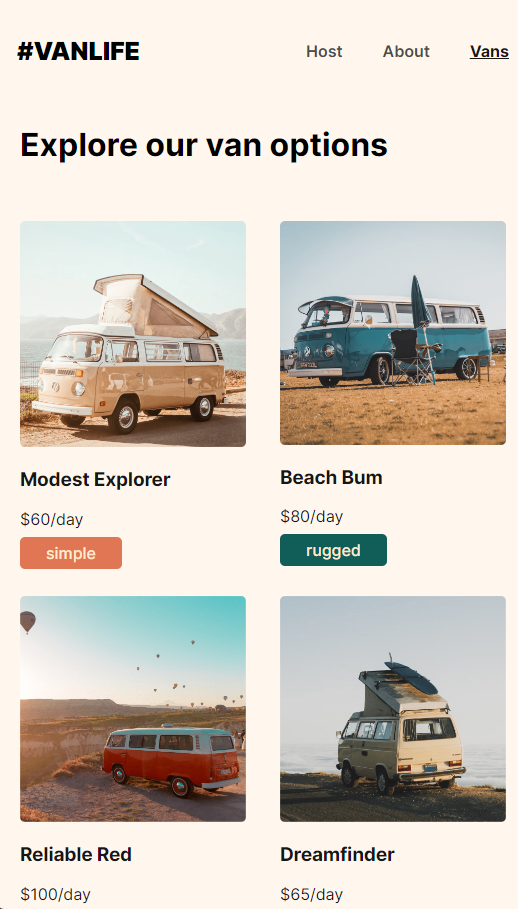 #VANLIFE Host About Vans
Explore our van options
Modest Explorer
$60/day
simple
Beach Bum
$80/day
rugged
Reliable Red
$100/day
Dreamfinder
$65/day